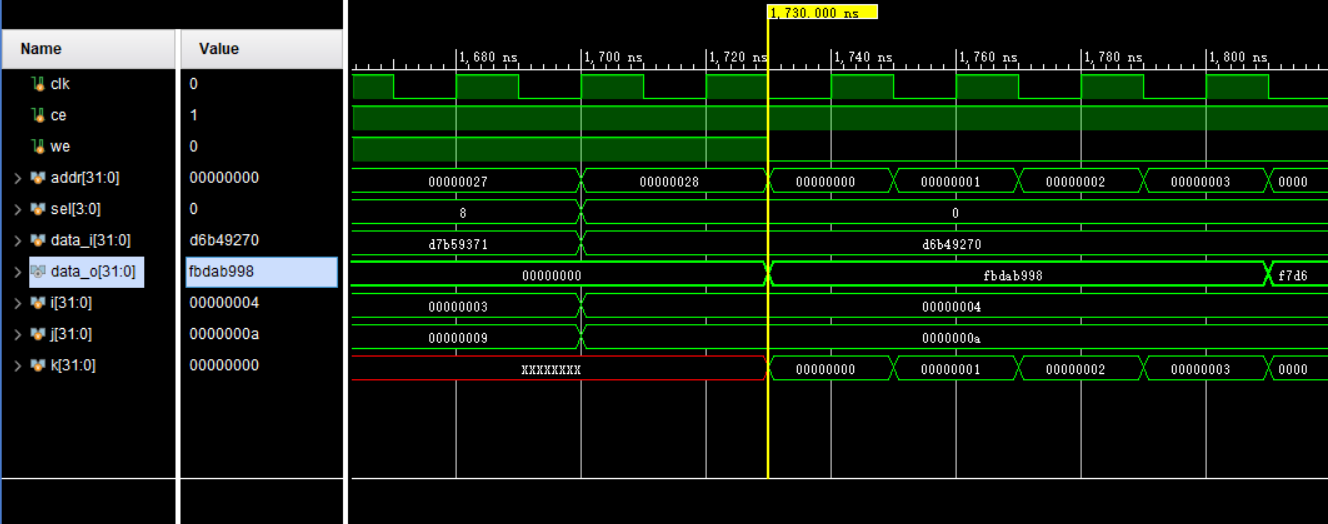 1,730.000 ns
Name Value
1,680 ns 1,700 ns 1,720 ns 1,740 ns 1,760 ns 1,780 ns 1,800 ns
clk 0
ce 1
we 0
addr[31:0] 00000000 00000027 00000028 00000000 00000001 00000002 00000003 0000
sel[3:0] 0 8 0
data_i[31:0] d6b49270 d7b59371 d6b49270
data_o[31:0] fbdab998 00000000 fbdab998 f7d6
i[31:0] 00000004 00000003 00000004
j[31:0] 0000000a 00000009 0000000a
k[31:0] 00000000 XXXXXXXX 00000000 00000001 00000002 00000003 0000